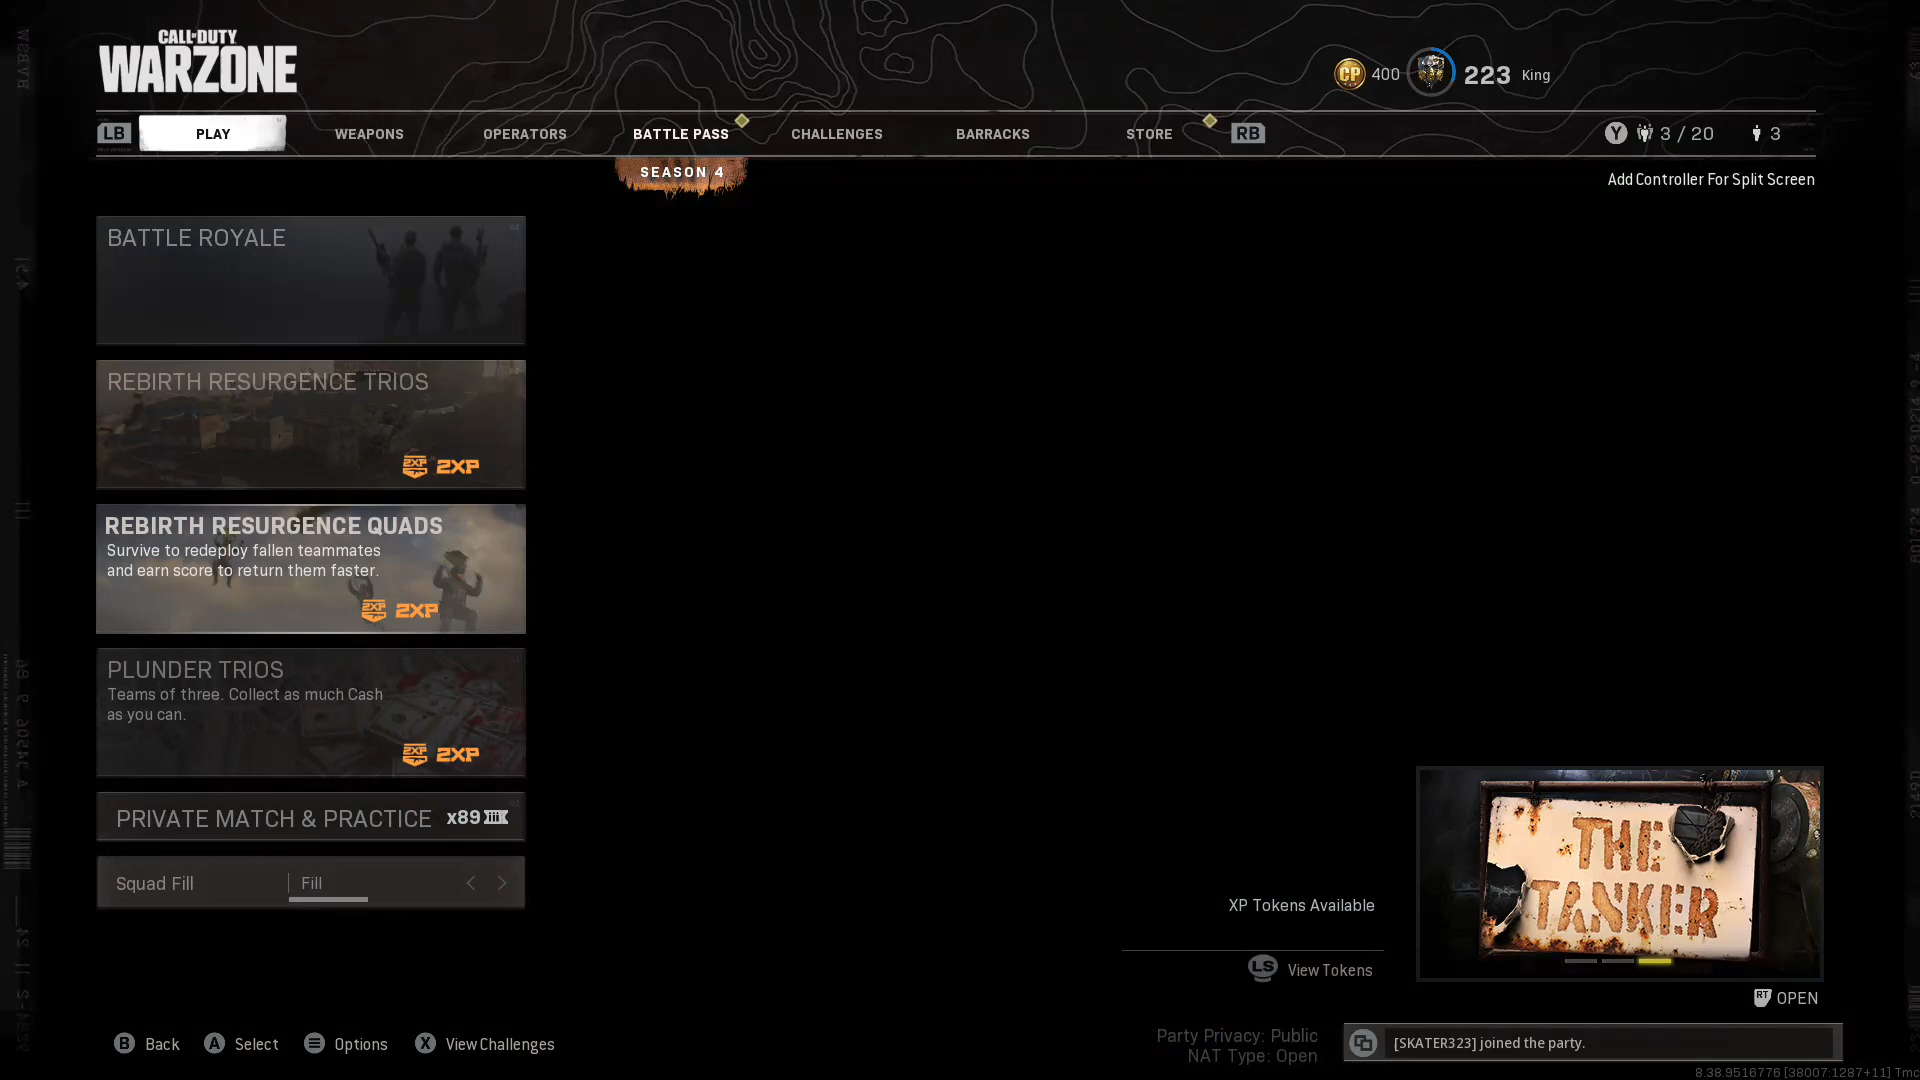 CALL OF DUTY
WARZONE
CP 400
223 King
LB
PLAY
WEAPONS
OPERATORS
BATTLE PASS
CHALLENGES
BARRACKS
STORE
RB
Y 3 / 20 3
SEASON 4
Add Controller For Split Screen
BATTLE ROYALE
REBIRTH RESURGENCE TRIOS
2XP 2XP
REBIRTH RESURGENCE QUADS
Survive to redeploy fallen teammates
and earn score to return them faster.
2XP 2XP
PLUNDER TRIOS
Teams of three. Collect as much Cash
as you can.
2XP 2XP
PRIVATE MATCH & PRACTICE x89
Squad Fill Fill
THE
TANKER
XP Tokens Available
LS View Tokens
RT OPEN
B Back A Select Options X View Challenges
Party Privacy: Public
NAT Type: Open
[SKATER323] joined the party.
8.38.9516776 [38007:1287+11] Tmc